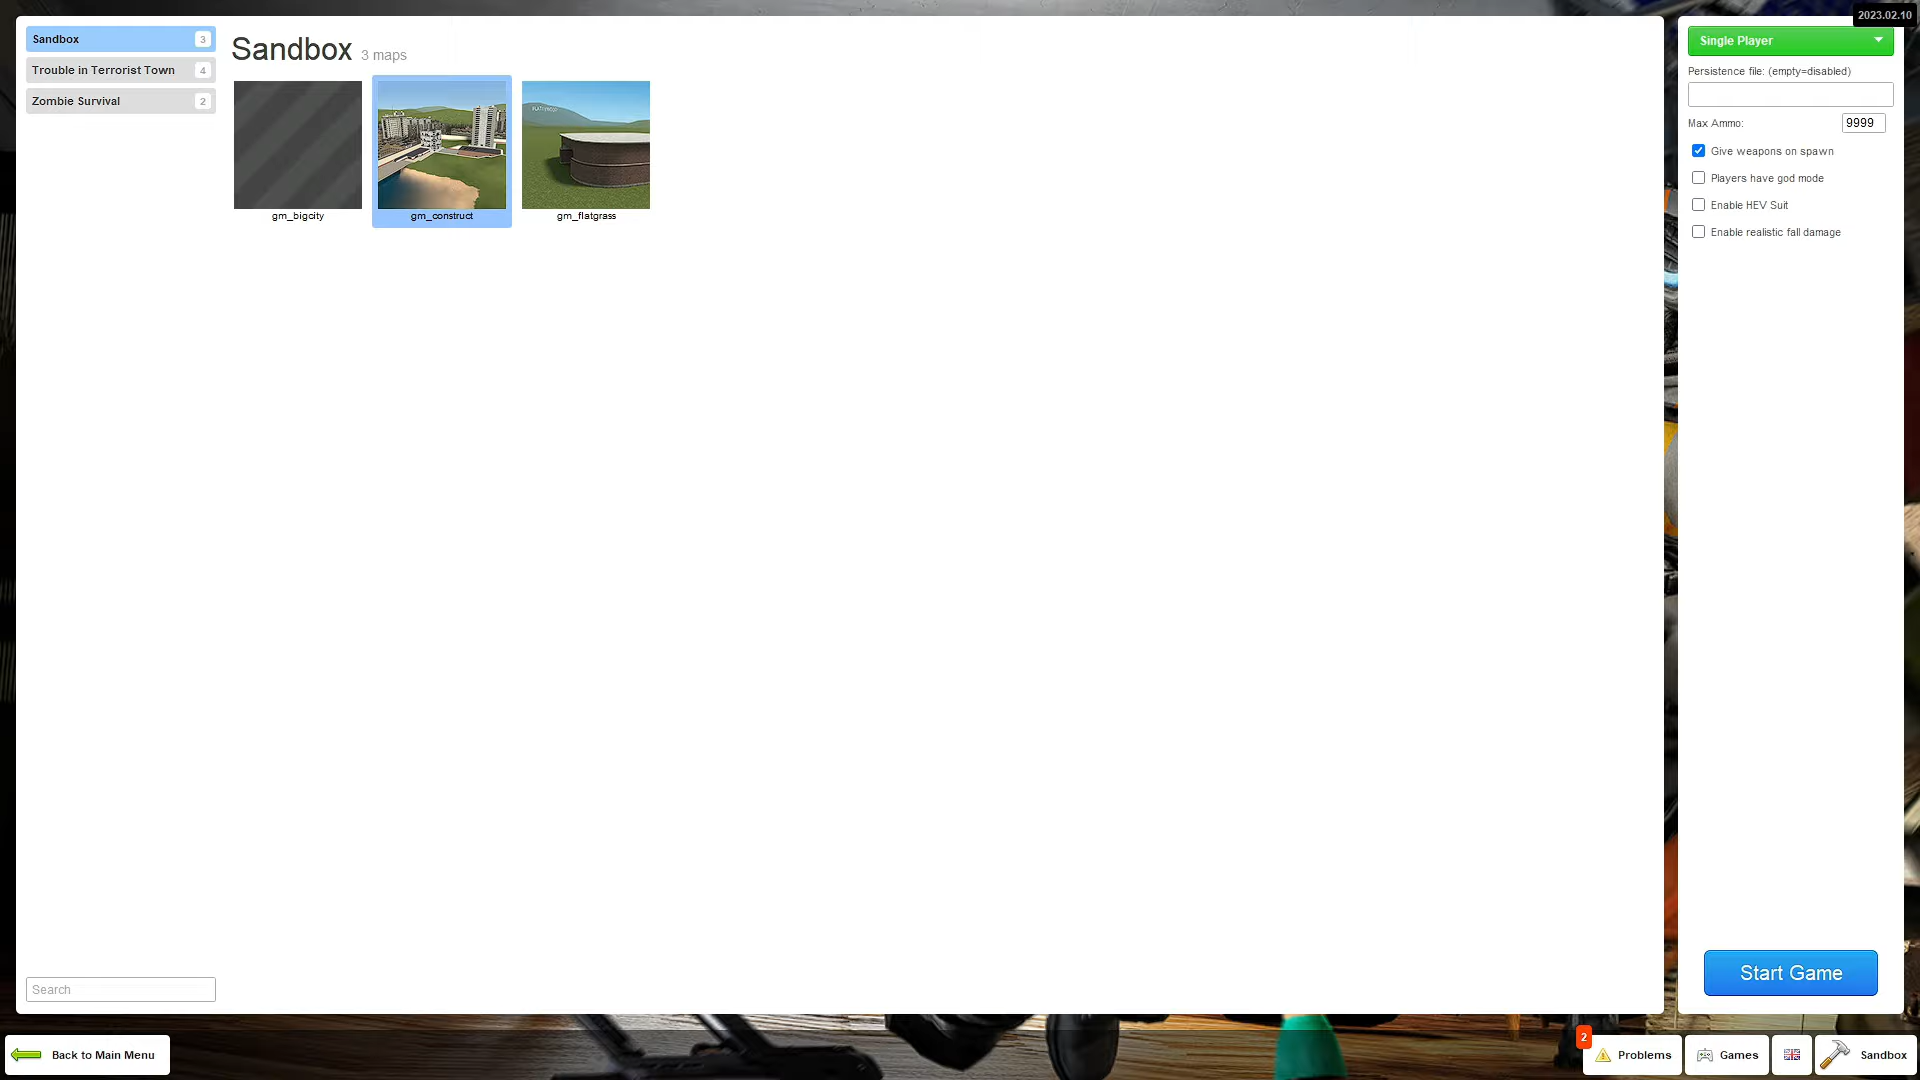 2023.02.10
Sandbox 3
Trouble in Terrorist Town 4
Zombie Survival 2
Sandbox 3 maps
gm_bigcity
gm_construct
gm_flatgrass
Search
Single Player
Persistence file: (empty=disabled)
Max Ammo: 9999
Give weapons on spawn
Players have god mode
Enable HEV Suit
Enable realistic fall damage
Start Game
Back to Main Menu
2
Problems
Games
Sandbox